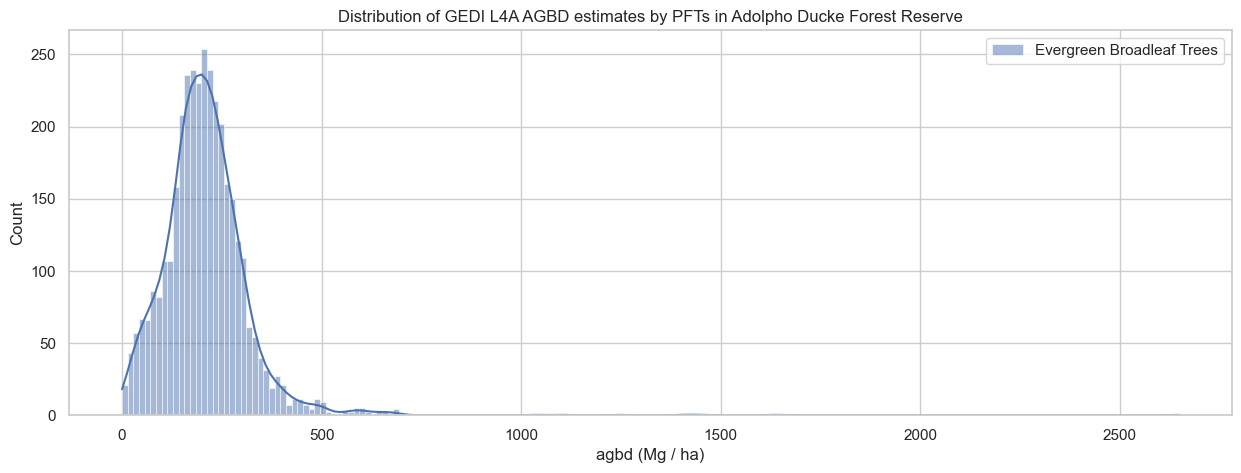 Distribution of GEDI L4A AGBD estimates by PFTs in Adolpho Ducke Forest Reserve
Evergreen Broadleaf Trees
250
200
150
100
50
0
Count
0 500 1000 1500 2000 2500
agbd (Mg / ha)